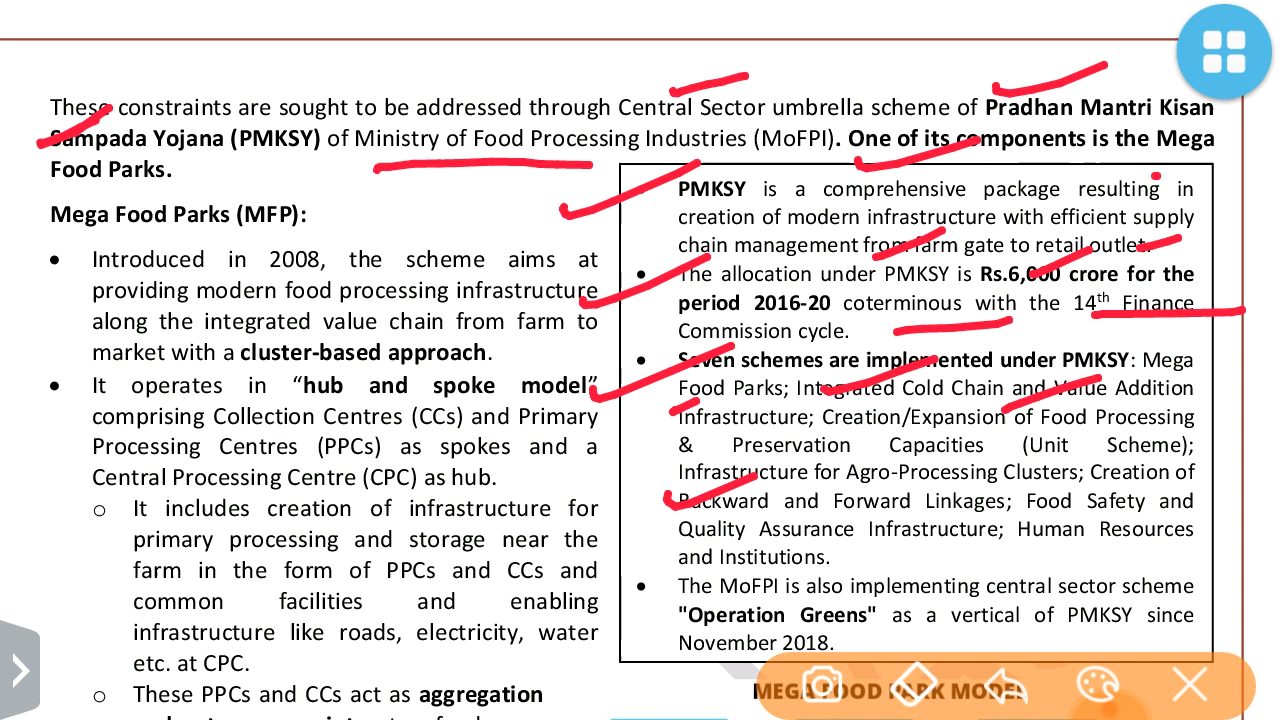 These constraints are sought to be addressed through Central Sector umbrella scheme of Pradhan Mantri Kisan
Sampada Yojana (PMKSY) of Ministry of Food Processing Industries (MoFPI). One of its components is the Mega
Food Parks.
Mega Food Parks (MFP):
• Introduced in 2008, the scheme aims at
providing modern food processing infrastructure
along the integrated value chain from farm to
market with a cluster-based approach.
• It operates in “hub and spoke model”
comprising Collection Centres (CCs) and Primary
Processing Centres (PPCs) as spokes and a
Central Processing Centre (CPC) as hub.
o It includes creation of infrastructure for
primary processing and storage near the
farm in the form of PPCs and CCs and
common facilities and enabling
infrastructure like roads, electricity, water
etc. at CPC.
o These PPCs and CCs act as aggregation
PMKSY is a comprehensive package resulting in
creation of modern infrastructure with efficient supply
chain management from farm gate to retail outlet.
• The allocation under PMKSY is Rs.6,000 crore for the
period 2016-20 coterminous with the 14th Finance
Commission cycle.
• Seven schemes are implemented under PMKSY: Mega
Food Parks; Integrated Cold Chain and Value Addition
Infrastructure; Creation/Expansion of Food Processing
& Preservation Capacities (Unit Scheme);
Infrastructure for Agro-Processing Clusters; Creation of
Backward and Forward Linkages; Food Safety and
Quality Assurance Infrastructure; Human Resources
and Institutions.
• The MoFPI is also implementing central sector scheme
"Operation Greens" as a vertical of PMKSY since
November 2018.
MEGA FOOD PARK MODEL